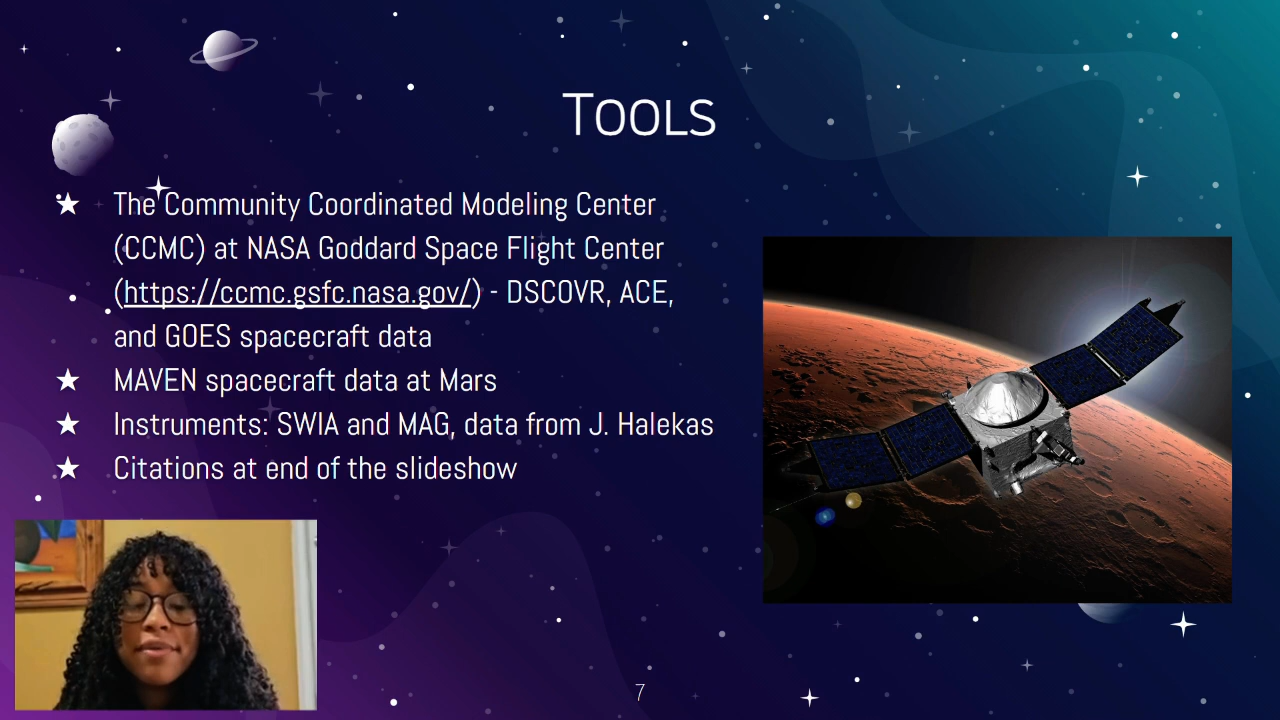 Tools
★ The Community Coordinated Modeling Center
(CCMC) at NASA Goddard Space Flight Center
(https://ccmc.gsfc.nasa.gov/) - DSCOVR, ACE,
and GOES spacecraft data
★ MAVEN spacecraft data at Mars
★ Instruments: SWIA and MAG, data from J. Halekas
★ Citations at end of the slideshow
7